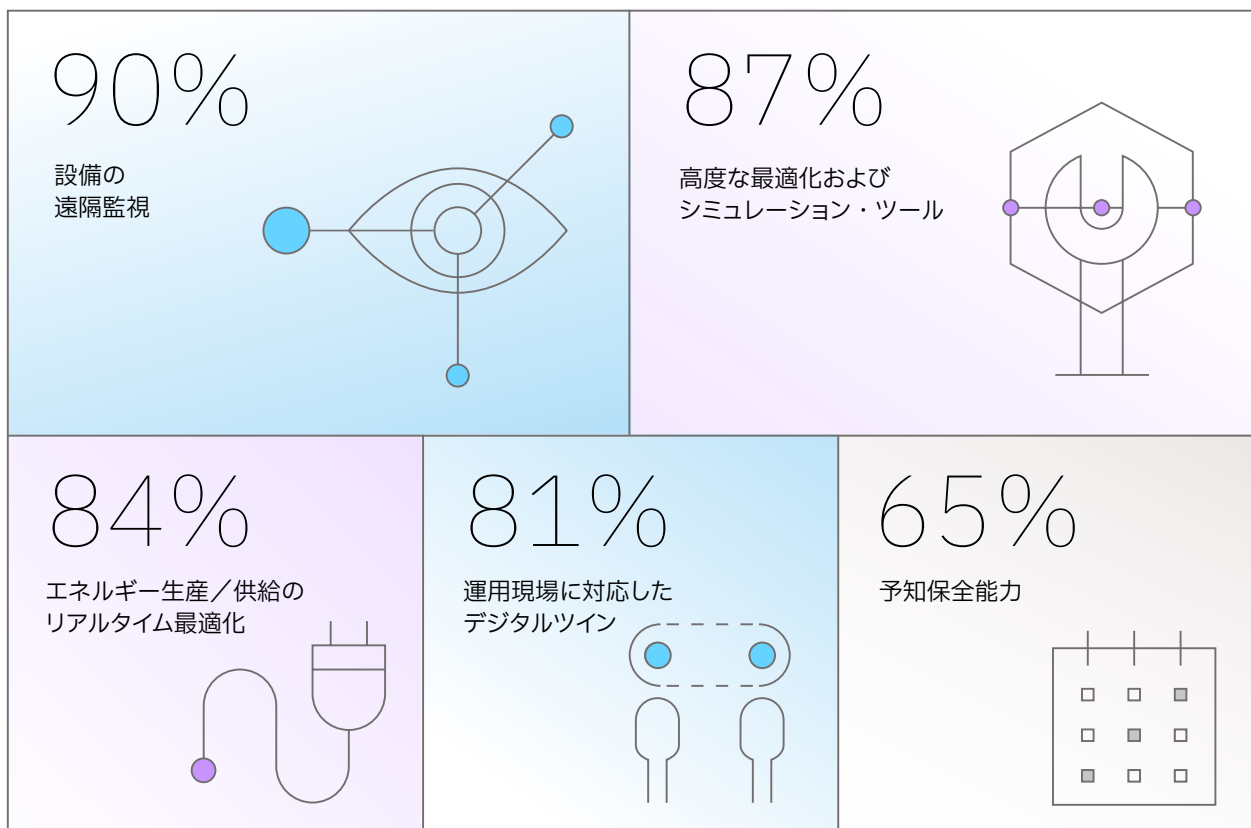 90%
設備の
遠隔監視
87%
高度な最適化および
シミュレーション・ツール
84%
エネルギー生産／供給の
リアルタイム最適化
81%
運用現場に対応した
デジタルツイン
65%
予知保全能力